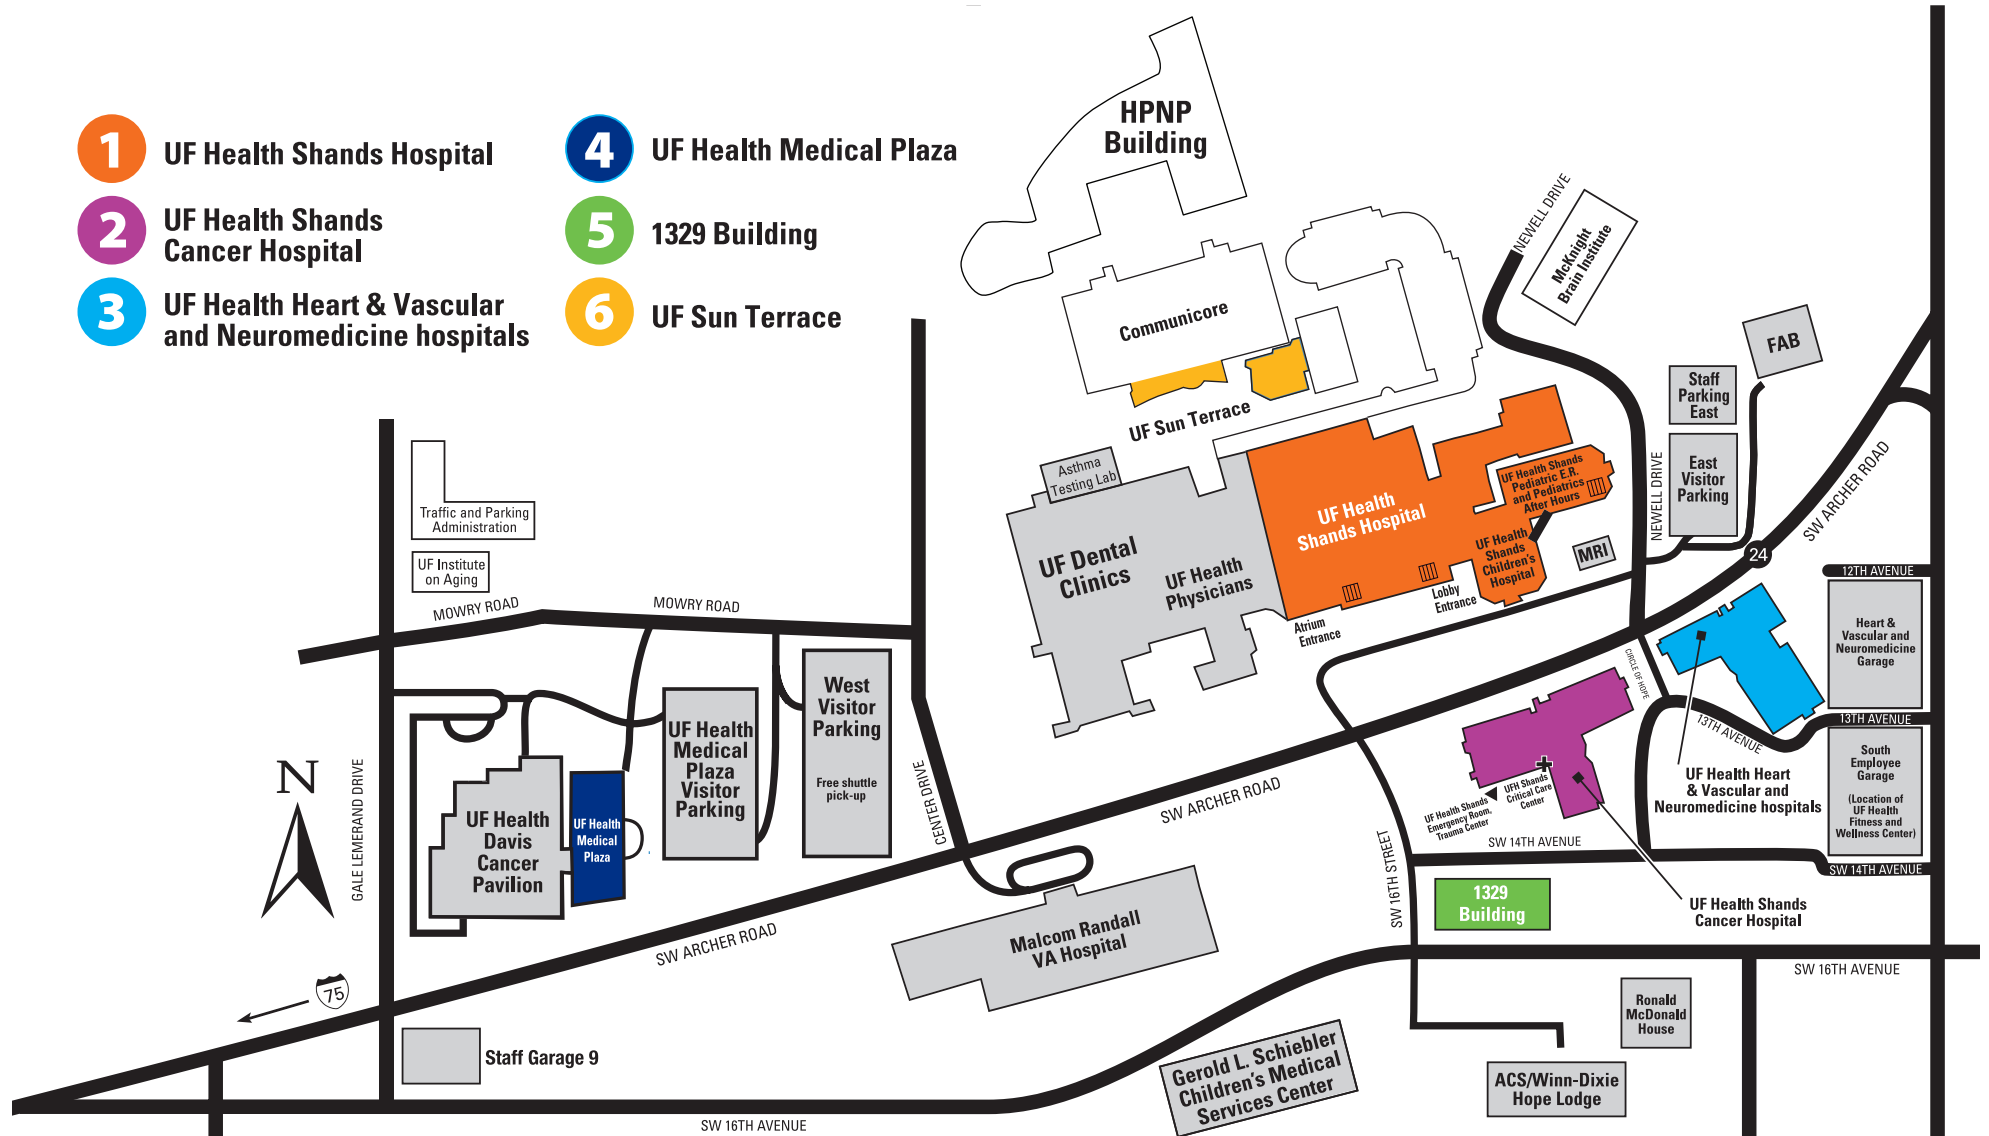 1
UF Health Shands Hospital
2
UF Health Shands
Cancer Hospital
3
UF Health Heart & Vascular
and Neuromedicine hospitals
4
UF Health Medical Plaza
5
1329 Building
6
UF Sun Terrace
HPNP
Building
Communicore
UF Sun Terrace
NEWELL DRIVE
McKnight
Brain Institute
FAB
Staff
Parking
East
East
Visitor
Parking
NEWELL DRIVE
SW ARCHER ROAD
24
Asthma
Testing Lab
UF Dental
Clinics
UF Health
Physicians
UF Health
Shands Hospital
UF Health Shands
Pediatric E.R.
and Pediatrics
After Hours
UF Health
Shands
Children's
Hospital
MRI
Lobby
Entrance
Atrium
Entrance
Traffic and Parking
Administration
UF Institute
on Aging
MOWRY ROAD
MOWRY ROAD
12TH AVENUE
Heart &
Vascular and
Neuromedicine
Garage
CIRCLE OF HOPE
13TH AVENUE
13TH AVENUE
South
Employee
Garage
(Location of
UF Health
Fitness and
Wellness Center)
UF Health Heart
& Vascular and
Neuromedicine hospitals
West
Visitor
Parking
Free shuttle
pick-up
UF Health
Medical
Plaza
Visitor
Parking
N
GALE LEMERAND DRIVE
UF Health
Davis
Cancer
Pavilion
UF Health
Medical
Plaza
CENTER DRIVE
SW ARCHER ROAD
UFH Shands
Critical Care
Center
UF Health Shands
Emergency Room,
Trauma Center
SW 14TH AVENUE
SW 14TH AVENUE
SW 16TH STREET
1329
Building
UF Health Shands
Cancer Hospital
Malcom Randall
VA Hospital
SW ARCHER ROAD
SW 16TH AVENUE
75
Staff Garage 9
Ronald
McDonald
House
Gerold L. Schiebler
Children's Medical
Services Center
ACS/Winn-Dixie
Hope Lodge
SW 16TH AVENUE